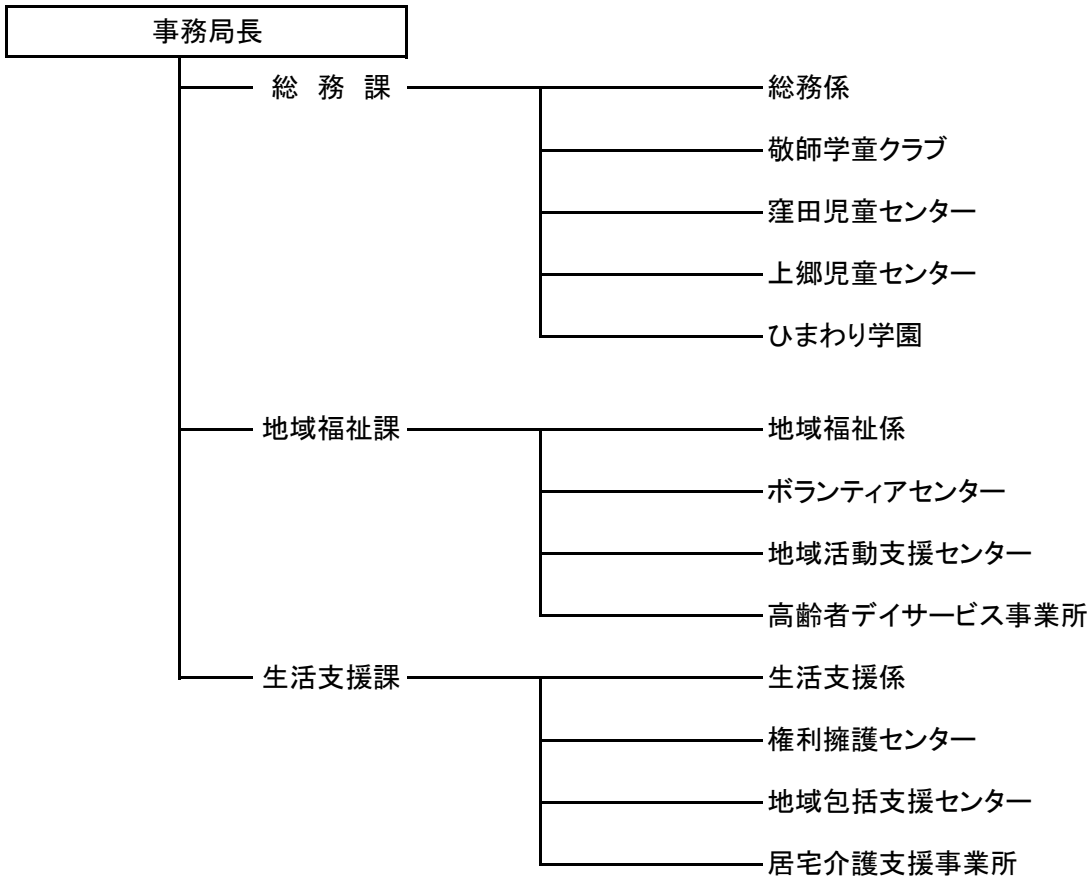 事務局長
総 務 課
総務係
敬師学童クラブ
窪田児童センター
上郷児童センター
ひまわり学園
地域福祉課
地域福祉係
ボランティアセンター
地域活動支援センター
高齢者デイサービス事業所
生活支援課
生活支援係
権利擁護センター
地域包括支援センター
居宅介護支援事業所